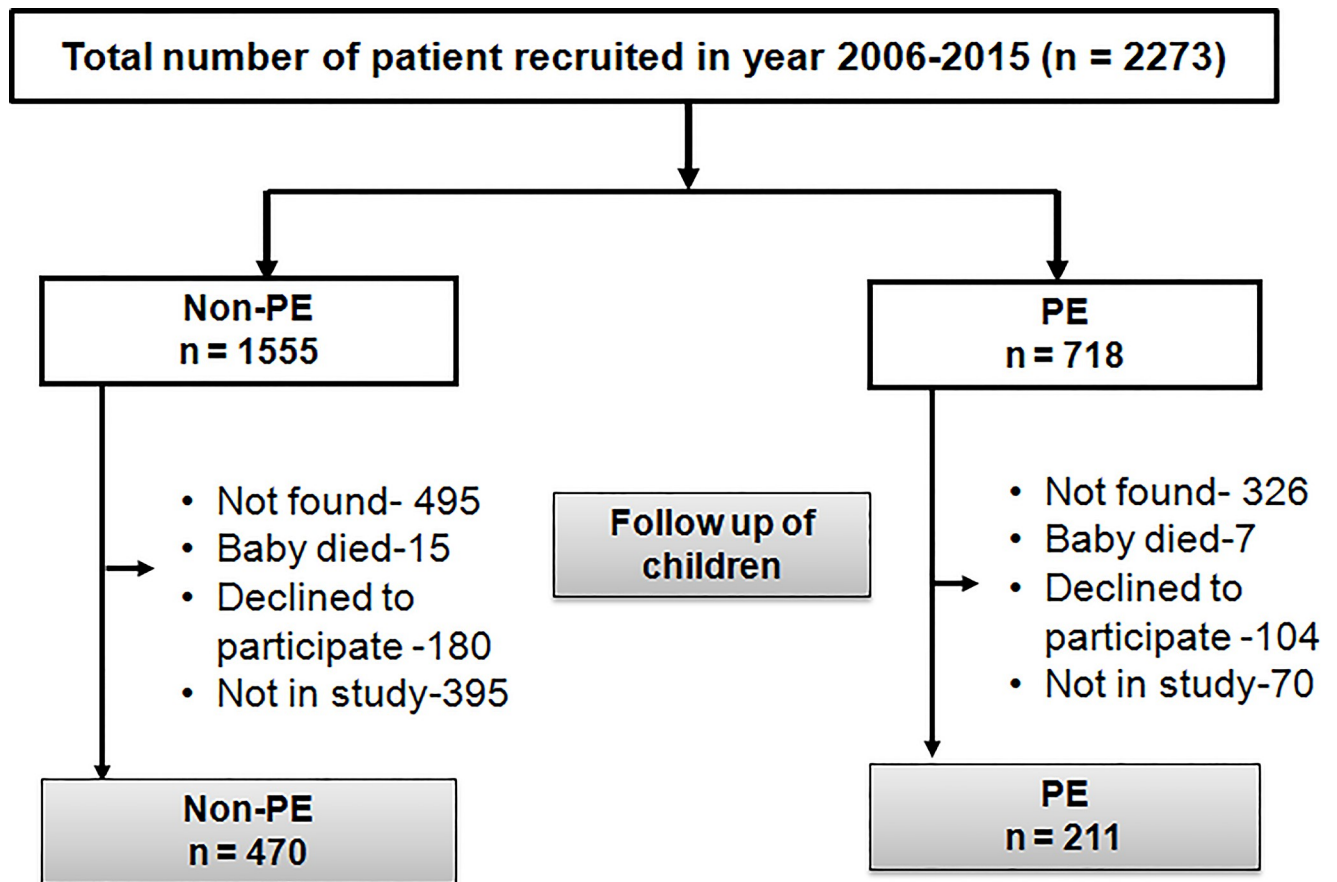 Total number of patient recruited in year 2006-2015 (n = 2273)
Non-PE
n = 1555
PE
n = 718
• Not found- 495
• Baby died-15
• Declined to
participate -180
• Not in study-395
Follow up of
children
• Not found- 326
• Baby died-7
• Declined to
participate -104
• Not in study-70
Non-PE
n = 470
PE
n = 211